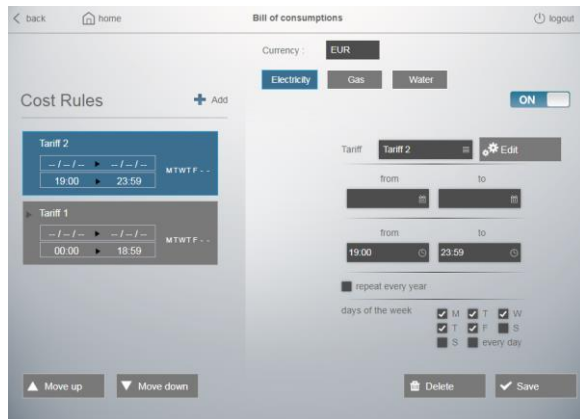 back home Bill of consumptions logout
Currency : EUR
Electricity Gas Water
Cost Rules Add
ON
Tariff 2
-- / -- / -- -- / -- / --
19:00 23:59
M T W T F - -
Tariff 1
-- / -- / -- -- / -- / --
00:00 18:59
M T W T F - -
Tariff Tariff 2 Edit
from to
from to
19:00 23:59
repeat every year
days of the week M T W
T F S
S every day
Move up Move down Delete Save